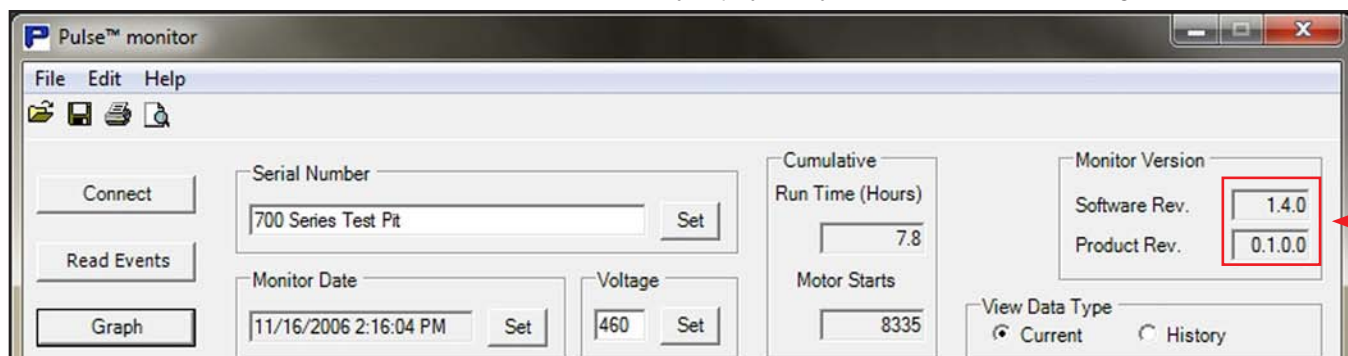 Pulse™ monitor
File Edit Help
Connect
Read Events
Graph
Serial Number
700 Series Test Pit
Set
Monitor Date
11/16/2006 2:16:04 PM
Set
Voltage
460
Set
Cumulative
Run Time (Hours)
7.8
Motor Starts
8335
Monitor Version
Software Rev. 1.4.0
Product Rev. 0.1.0.0
View Data Type
Current History